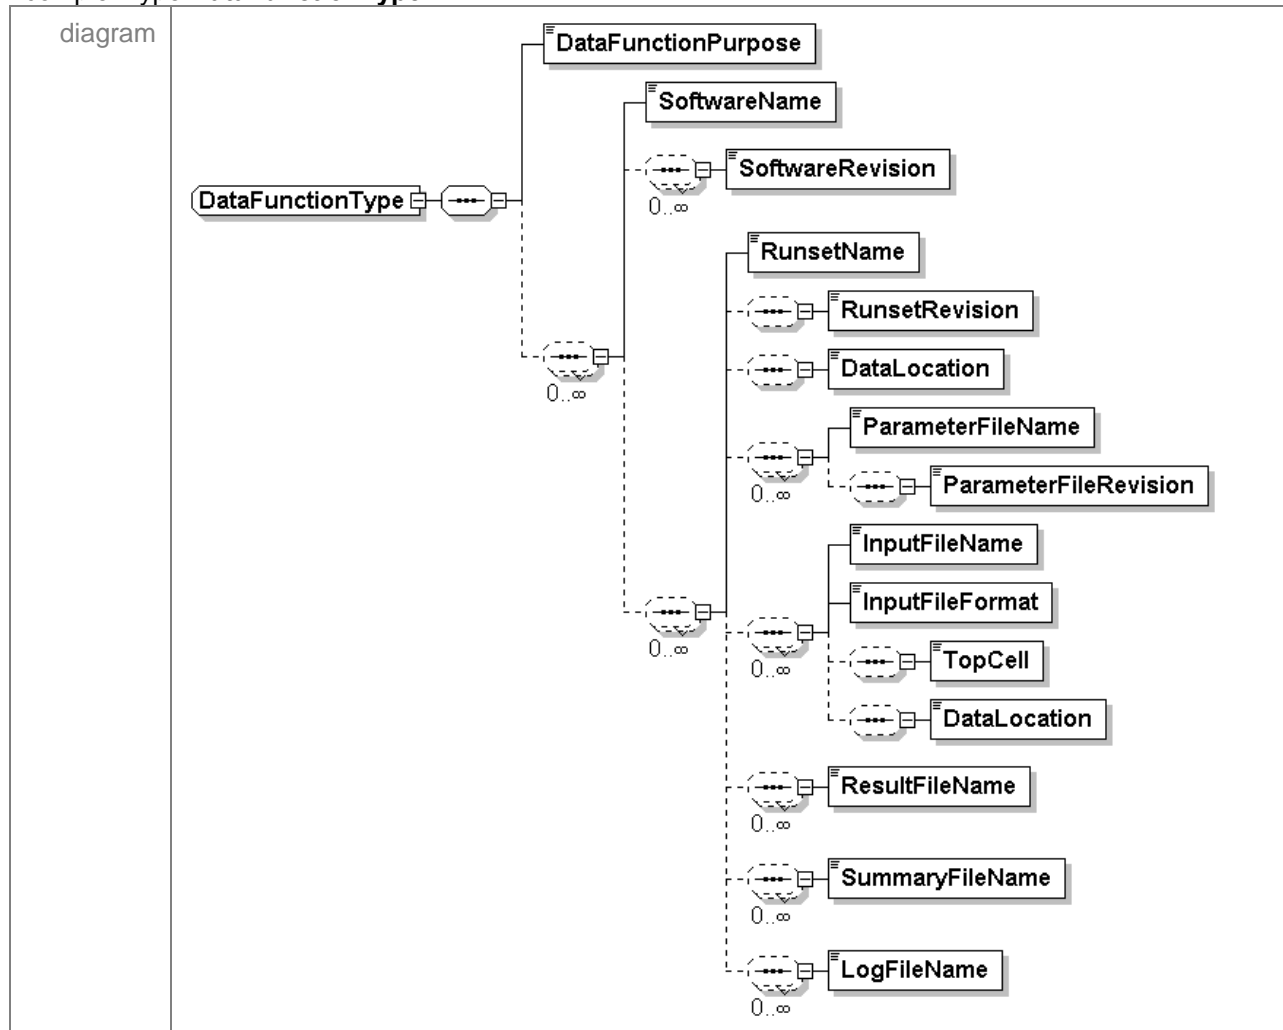 diagram
DataFunctionPurpose
SoftwareName
SoftwareRevision
0..∞
DataFunctionType
RunsetName
RunsetRevision
DataLocation
0..∞
ParameterFileName
ParameterFileRevision
0..∞
InputFileName
InputFileFormat
0..∞
TopCell
0..∞
DataLocation
ResultFileName
0..∞
SummaryFileName
0..∞
LogFileName
0..∞